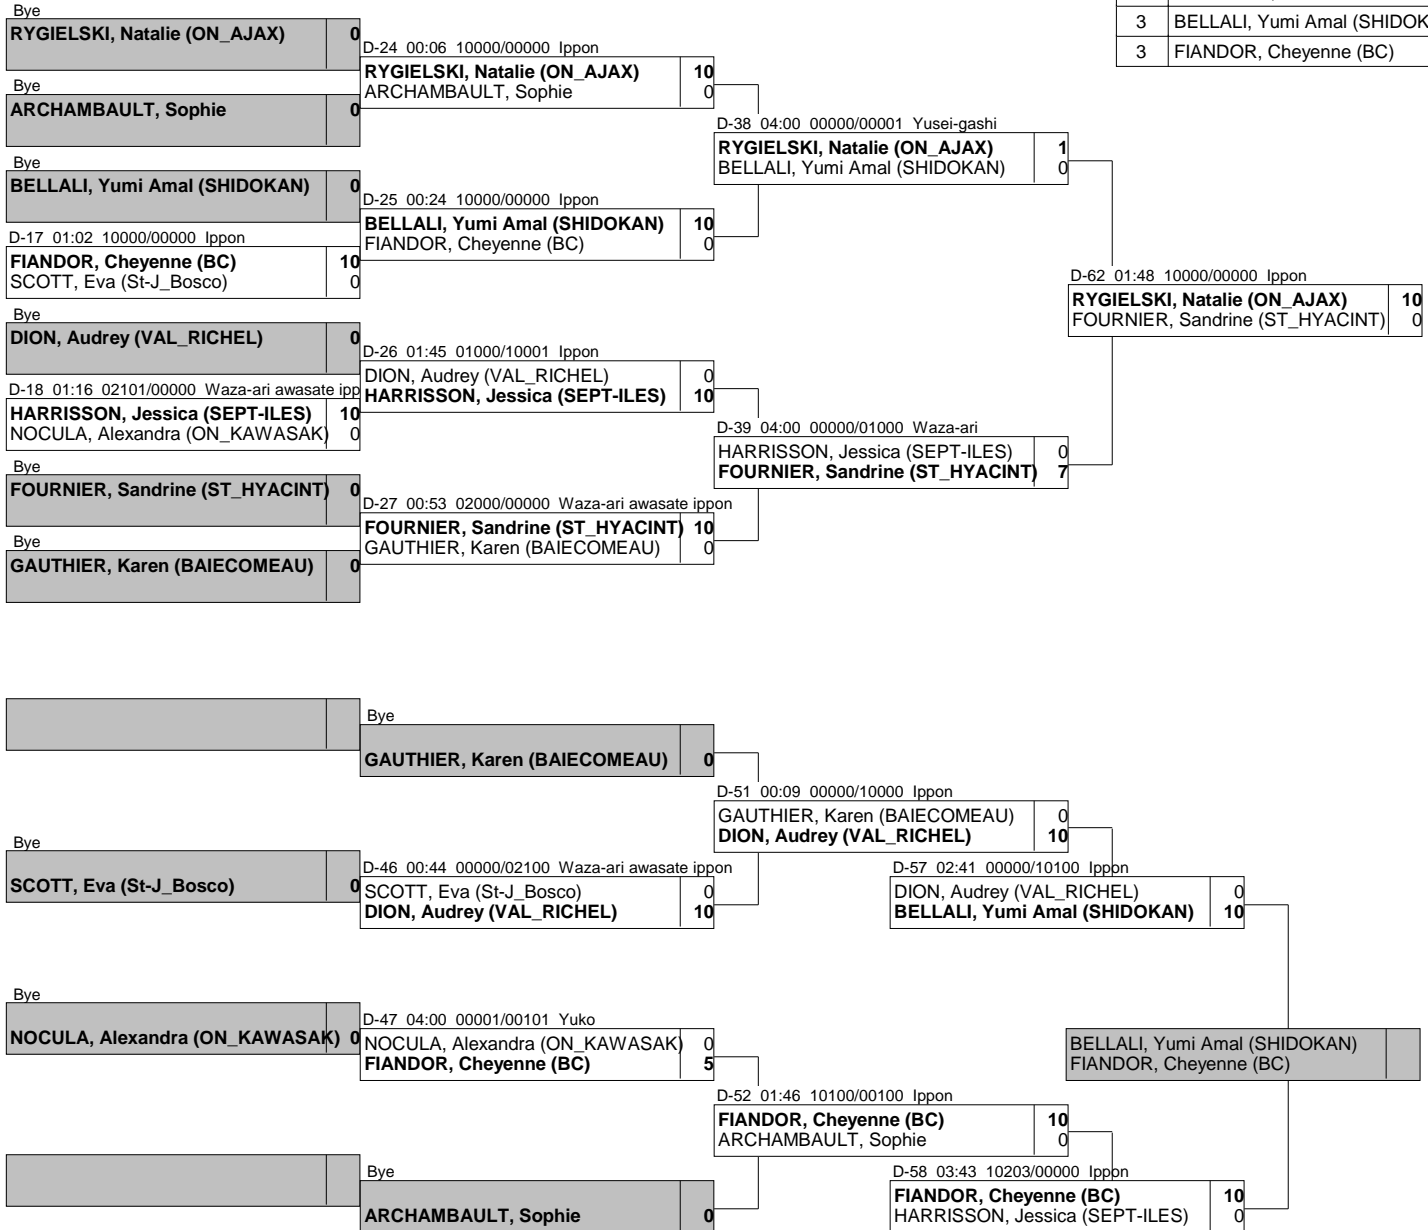 Bye
RYGIELSKI, Natalie (ON_AJAX) 0
Bye
ARCHAMBAULT, Sophie 0
Bye
BELLALI, Yumi Amal (SHIDOKAN) 0
D-17 01:02 10000/00000 Ippon
FIANDOR, Cheyenne (BC) 10
SCOTT, Eva (St-J_Bosco) 0
Bye
DION, Audrey (VAL_RICHEL) 0
D-18 01:16 02101/00000 Waza-ari awasate ipp
HARRISSON, Jessica (SEPT-ILES) 10
NOCULA, Alexandra (ON_KAWASAK) 0
Bye
FOURNIER, Sandrine (ST_HYACINT) 0
Bye
GAUTHIER, Karen (BAIECOMEAU) 0
D-24 00:06 10000/00000 Ippon
RYGIELSKI, Natalie (ON_AJAX) 10
ARCHAMBAULT, Sophie 0
D-25 00:24 10000/00000 Ippon
BELLALI, Yumi Amal (SHIDOKAN) 10
FIANDOR, Cheyenne (BC) 0
D-26 01:45 01000/10001 Ippon
DION, Audrey (VAL_RICHEL) 0
HARRISSON, Jessica (SEPT-ILES) 10
D-27 00:53 02000/00000 Waza-ari awasate ippon
FOURNIER, Sandrine (ST_HYACINT) 10
GAUTHIER, Karen (BAIECOMEAU) 0
D-38 04:00 00000/00001 Yusei-gashi
RYGIELSKI, Natalie (ON_AJAX) 1
BELLALI, Yumi Amal (SHIDOKAN) 0
D-39 04:00 00000/01000 Waza-ari
HARRISSON, Jessica (SEPT-ILES) 0
FOURNIER, Sandrine (ST_HYACINT) 7
D-62 01:48 10000/00000 Ippon
RYGIELSKI, Natalie (ON_AJAX) 10
FOURNIER, Sandrine (ST_HYACINT) 0
3 BELLALI, Yumi Amal (SHIDOK
3 FIANDOR, Cheyenne (BC)
Bye
GAUTHIER, Karen (BAIECOMEAU) 0
Bye
SCOTT, Eva (St-J_Bosco) 0
D-46 00:44 00000/02100 Waza-ari awasate ippon
SCOTT, Eva (St-J_Bosco) 0
DION, Audrey (VAL_RICHEL) 10
D-51 00:09 00000/10000 Ippon
GAUTHIER, Karen (BAIECOMEAU) 0
DION, Audrey (VAL_RICHEL) 10
D-57 02:41 00000/10100 Ippon
DION, Audrey (VAL_RICHEL) 0
BELLALI, Yumi Amal (SHIDOKAN) 10
Bye
NOCULA, Alexandra (ON_KAWASAK) 0
D-47 04:00 00001/00101 Yuko
NOCULA, Alexandra (ON_KAWASAK) 0
FIANDOR, Cheyenne (BC) 5
Bye
ARCHAMBAULT, Sophie 0
D-52 01:46 10100/00100 Ippon
FIANDOR, Cheyenne (BC) 10
ARCHAMBAULT, Sophie 0
D-58 03:43 10203/00000 Ippon
FIANDOR, Cheyenne (BC) 10
HARRISSON, Jessica (SEPT-ILES) 0
BELLALI, Yumi Amal (SHIDOKAN)
FIANDOR, Cheyenne (BC)